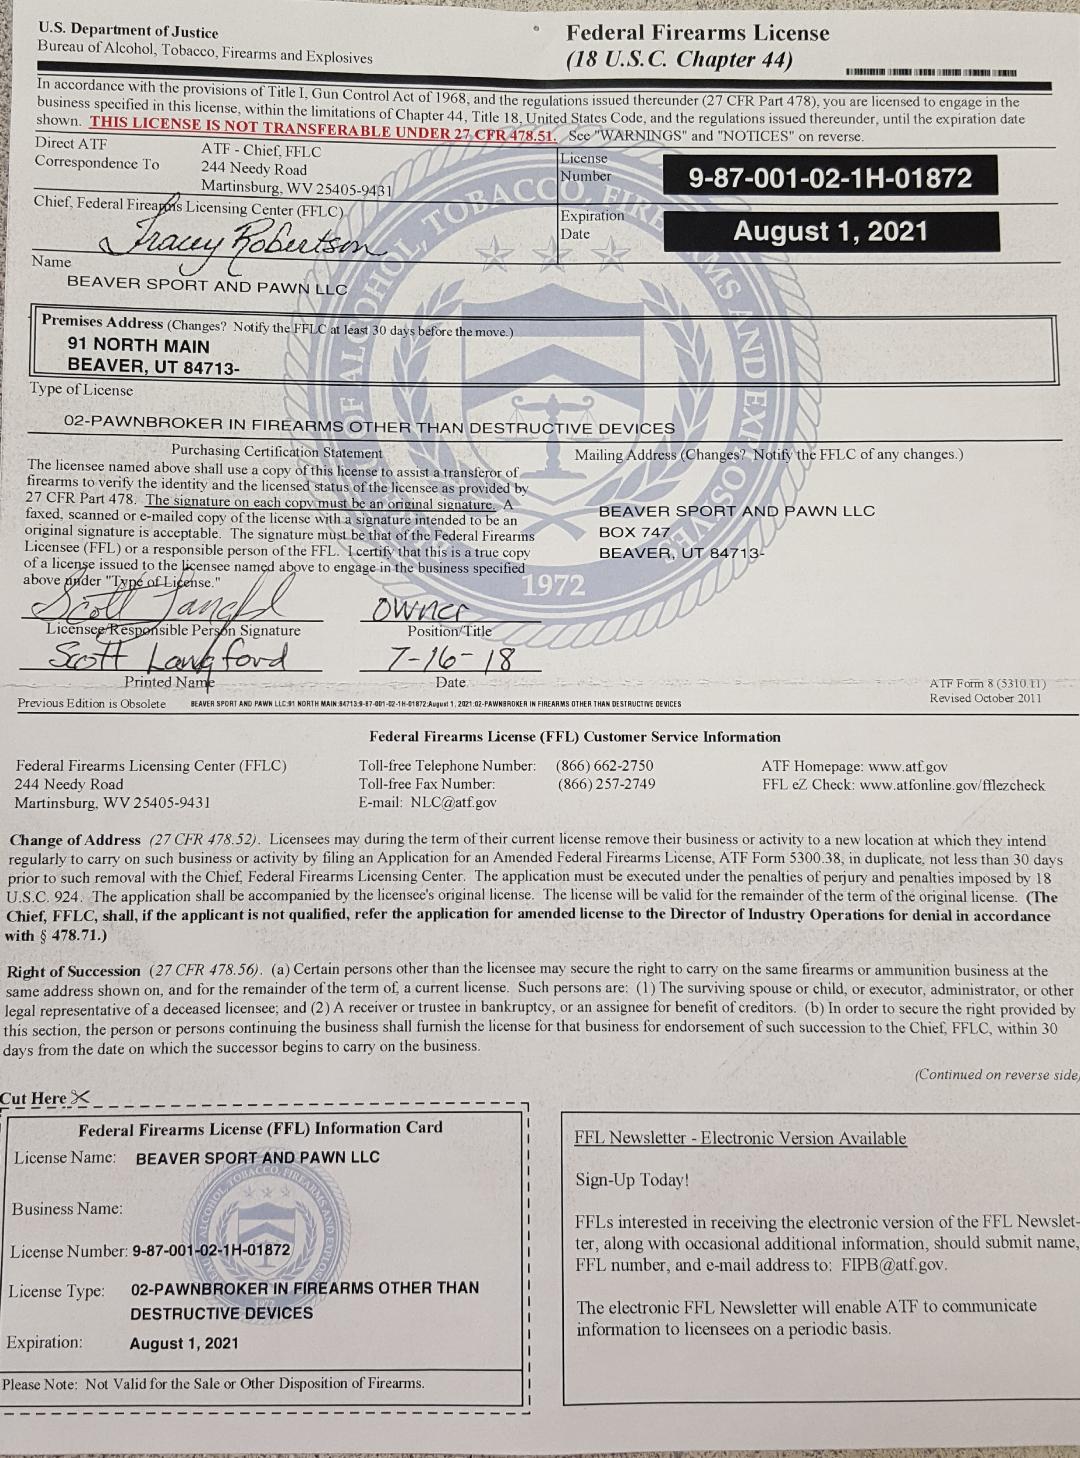 U.S. Department of Justice
Bureau of Alcohol, Tobacco, Firearms and Explosives
Federal Firearms License
(18 U.S.C. Chapter 44)
In accordance with the provisions of Title I, Gun Control Act of 1968, and the regulations issued thereunder (27 CFR Part 478), you are licensed to engage in the
business specified in this license, within the limitations of Chapter 44, Title 18, United States Code, and the regulations issued thereunder, until the expiration date
shown. THIS LICENSE IS NOT TRANSFERABLE UNDER 27 CFR 478.51. See "WARNINGS" and "NOTICES" on reverse.
Direct ATF
Correspondence To
ATF - Chief, FFLC
244 Needy Road
Martinsburg, WV 25405-9431
License
Number
9-87-001-02-1H-01872
Chief, Federal Firearms Licensing Center (FFLC)
Tracey Robertson
Expiration
Date
August 1, 2021
Name
BEAVER SPORT AND PAWN LLC
Premises Address (Changes? Notify the FFLC at least 30 days before the move.)
91 NORTH MAIN
BEAVER, UT 84713-
Type of License
02-PAWNBROKER IN FIREARMS OTHER THAN DESTRUCTIVE DEVICES
Purchasing Certification Statement
The licensee named above shall use a copy of this license to assist a transferor of
firearms to verify the identity and the licensed status of the licensee as provided by
27 CFR Part 478. The signature on each copy must be an original signature. A
faxed, scanned or e-mailed copy of the license with a signature intended to be an
original signature is acceptable. The signature must be that of the Federal Firearms
Licensee (FFL) or a responsible person of the FFL. I certify that this is a true copy
of a license issued to the licensee named above to engage in the business specified
above under "Type of License."
Mailing Address (Changes? Notify the FFLC of any changes.)
BEAVER SPORT AND PAWN LLC
BOX 747
BEAVER, UT 84713-
BUREAU OF ALCOHOL, TOBACCO, FIREARMS AND EXPLOSIVES
1972
Scott Langford
Owner
Licensee/Responsible Person Signature
Position/Title
Scott Langford
7-16-18
Printed Name
Date
ATF Form 8 (5310.11)
Revised October 2011
Previous Edition is Obsolete
BEAVER SPORT AND PAWN LLC:91 NORTH MAIN:84713:9-87-001-02-1H-01872:August 1, 2021:02-PAWNBROKER IN FIREARMS OTHER THAN DESTRUCTIVE DEVICES
Federal Firearms License (FFL) Customer Service Information
Federal Firearms Licensing Center (FFLC)
244 Needy Road
Martinsburg, WV 25405-9431
Toll-free Telephone Number: (866) 662-2750
Toll-free Fax Number: (866) 257-2749
E-mail: NLC@atf.gov
ATF Homepage: www.atf.gov
FFL eZ Check: www.atfonline.gov/fflezcheck
Change of Address (27 CFR 478.52). Licensees may during the term of their current license remove their business or activity to a new location at which they intend
regularly to carry on such business or activity by filing an Application for an Amended Federal Firearms License, ATF Form 5300.38, in duplicate, not less than 30 days
prior to such removal with the Chief, Federal Firearms Licensing Center. The application must be executed under the penalties of perjury and penalties imposed by 18
U.S.C. 924. The application shall be accompanied by the licensee's original license. The license will be valid for the remainder of the term of the original license. (The
Chief, FFLC, shall, if the applicant is not qualified, refer the application for amended license to the Director of Industry Operations for denial in accordance
with § 478.71.)
Right of Succession (27 CFR 478.56). (a) Certain persons other than the licensee may secure the right to carry on the same firearms or ammunition business at the
same address shown on, and for the remainder of the term of, a current license. Such persons are: (1) The surviving spouse or child, or executor, administrator, or other
legal representative of a deceased licensee; and (2) A receiver or trustee in bankruptcy, or an assignee for benefit of creditors. (b) In order to secure the right provided by
this section, the person or persons continuing the business shall furnish the license for that business for endorsement of such succession to the Chief, FFLC, within 30
days from the date on which the successor begins to carry on the business.
(Continued on reverse side)
Cut Here
Federal Firearms License (FFL) Information Card
License Name: BEAVER SPORT AND PAWN LLC
Business Name:
License Number: 9-87-001-02-1H-01872
License Type: 02-PAWNBROKER IN FIREARMS OTHER THAN
DESTRUCTIVE DEVICES
Expiration: August 1, 2021
Please Note: Not Valid for the Sale or Other Disposition of Firearms.
FFL Newsletter - Electronic Version Available
Sign-Up Today!
FFLs interested in receiving the electronic version of the FFL Newslet-
ter, along with occasional additional information, should submit name,
FFL number, and e-mail address to: FIPB@atf.gov.
The electronic FFL Newsletter will enable ATF to communicate
information to licensees on a periodic basis.